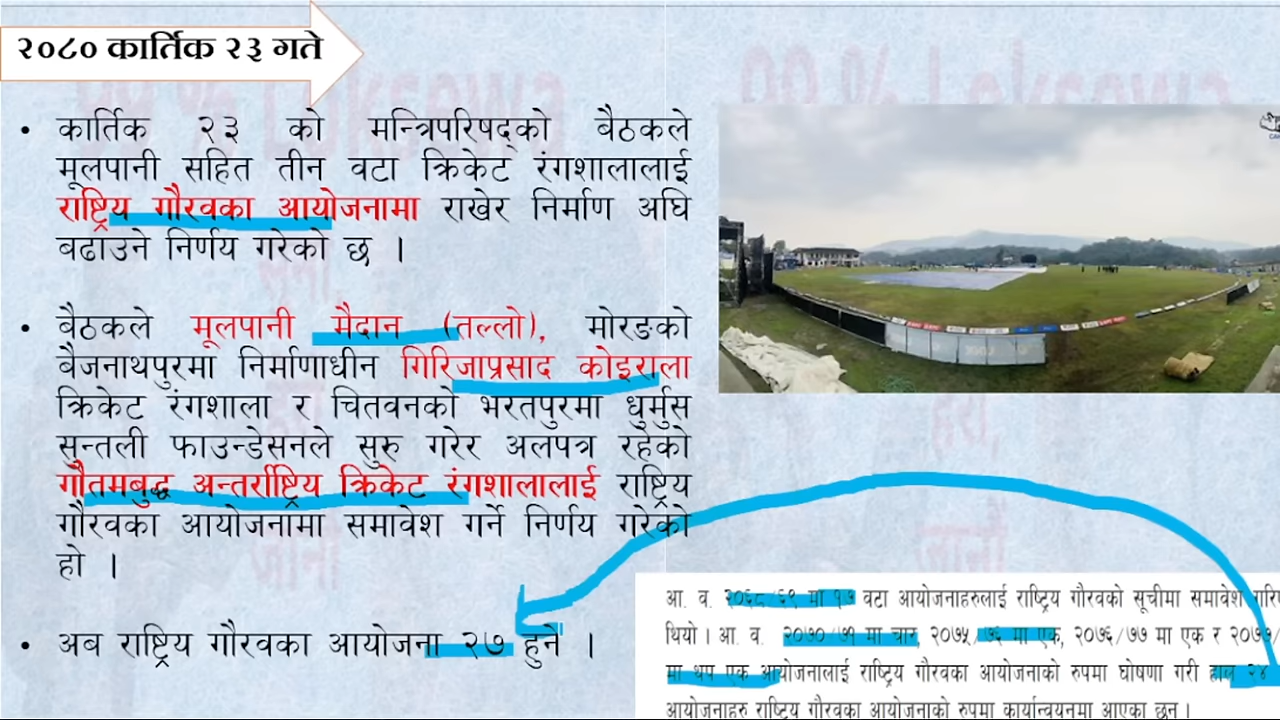 २०८० कार्तिक २३ गते
• कार्तिक २३ को मन्त्रिपरिषद्को बैठकले
मूलपानी सहित तीन वटा क्रिकेट रंगशालालाई
राष्ट्रिय गौरवका आयोजनामा राखेर निर्माण अघि
बढाउने निर्णय गरेको छ ।
• बैठकले मूलपानी मैदान (तल्लो), मोरङको
बैजनाथपुरमा निर्माणाधीन गिरिजाप्रसाद कोइराला
क्रिकेट रंगशाला र चितवनको भरतपुरमा धुर्मुस
सुन्तली फाउन्डेसनले सुरु गरेर अलपत्र रहेको
गौतमबुद्ध अन्तर्राष्ट्रिय क्रिकेट रंगशालालाई राष्ट्रिय
गौरवका आयोजनामा समावेश गर्ने निर्णय गरेको
हो ।
• अब राष्ट्रिय गौरवका आयोजना २७ हुने ।
आ. व. २०६८/६९ मा १७ वटा आयोजनाहरुलाई राष्ट्रिय गौरवको सूचीमा समावेश
थियो । आ. व. २०७०/७१ मा चार, २०७५/७६ मा एक, २०७६/७७ मा एक र २०७७
मा थप एक आयोजनालाई राष्ट्रिय गौरवका आयोजनाको रुपमा घोषणा गरी हाल २४
आयोजनाहरु राष्ट्रिय गौरवका आयोजनाको रुपमा कार्यान्वयनमा आएका छन् ।